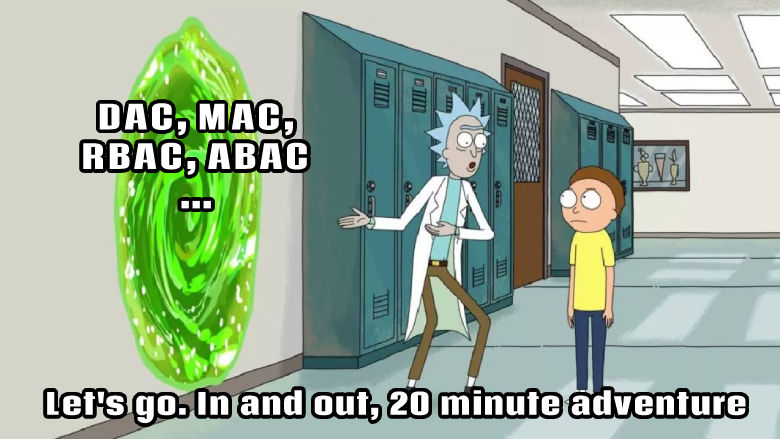 DAC, MAC,
RBAC, ABAC
...
Let's go. In and out, 20 minute adventure